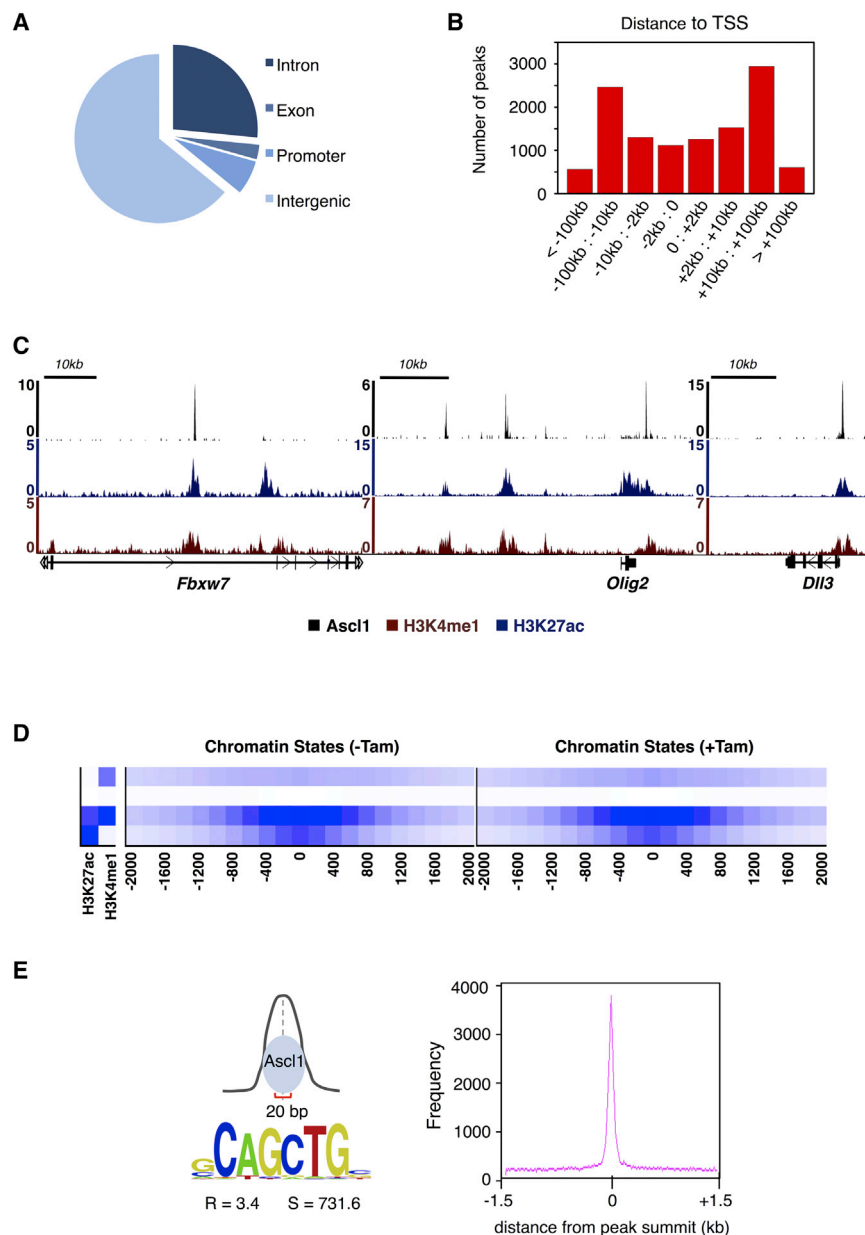 A
Intron
Exon
Promoter
Intergenic
B
Distance to TSS
Number of peaks
3000
2000
1000
0
< -100kb
-100kb : -10kb
-10kb : -2kb
-2kb : 0
0 : +2kb
+2kb : +10kb
+10kb : +100kb
> +100kb
C
10kb
10kb
10kb
10
0
6
0
15
0
5
0
15
0
15
0
5
0
7
0
7
0
Fbxw7
Olig2
Dll3
Ascl1
H3K4me1
H3K27ac
D
Chromatin States (-Tam)
Chromatin States (+Tam)
H3K27ac
H3K4me1
-2000
-1600
-1200
-800
-400
0
400
800
1200
1600
2000
-2000
-1600
-1200
-800
-400
0
400
800
1200
1600
2000
E
Ascl1
20 bp
GCAGCTG
R = 3.4 S = 731.6
Frequency
4000
3000
2000
1000
0
-1.5
0
+1.5
distance from peak summit (kb)